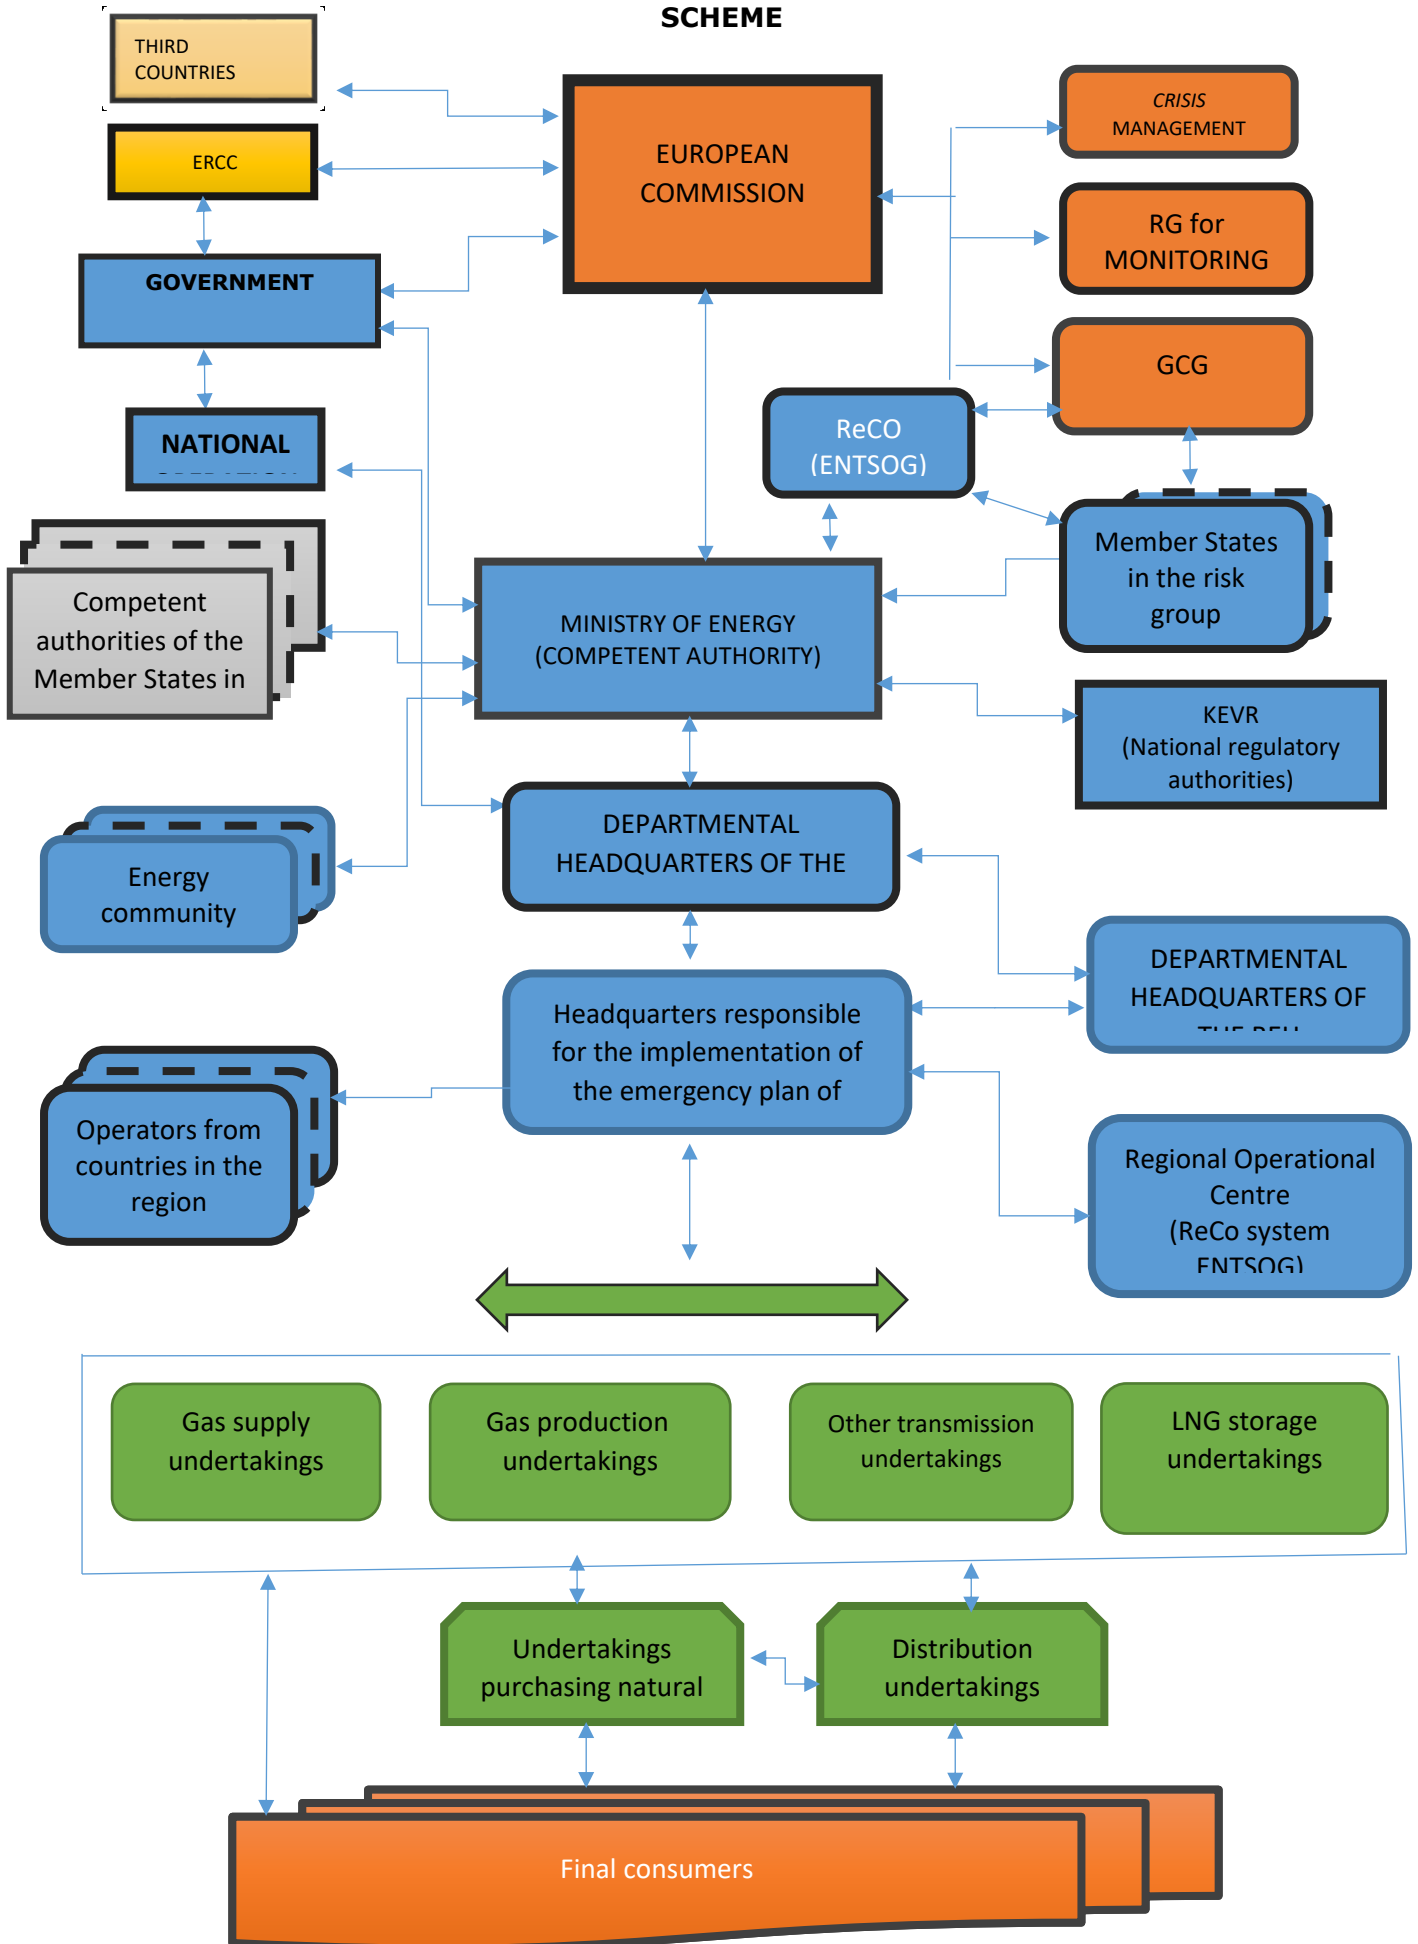 SCHEME
THIRD
COUNTRIES
ERCC
GOVERNMENT
NATIONAL
EUROPEAN
COMMISSION
CRISIS
MANAGEMENT
RG for
MONITORING
GCG
ReCO
(ENTSOG)
Member States
in the risk
group
Competent
authorities of the
Member States in
MINISTRY OF ENERGY
(COMPETENT AUTHORITY)
KEVR
(National regulatory
authorities)
DEPARTMENTAL
HEADQUARTERS OF THE
Energy
community
DEPARTMENTAL
HEADQUARTERS OF
Headquarters responsible
for the implementation of
the emergency plan of
Operators from
countries in the
region
Regional Operational
Centre
(ReCo system
ENTSOG)
Gas supply
undertakings
Gas production
undertakings
Other transmission
undertakings
LNG storage
undertakings
Undertakings
purchasing natural
Distribution
undertakings
Final consumers